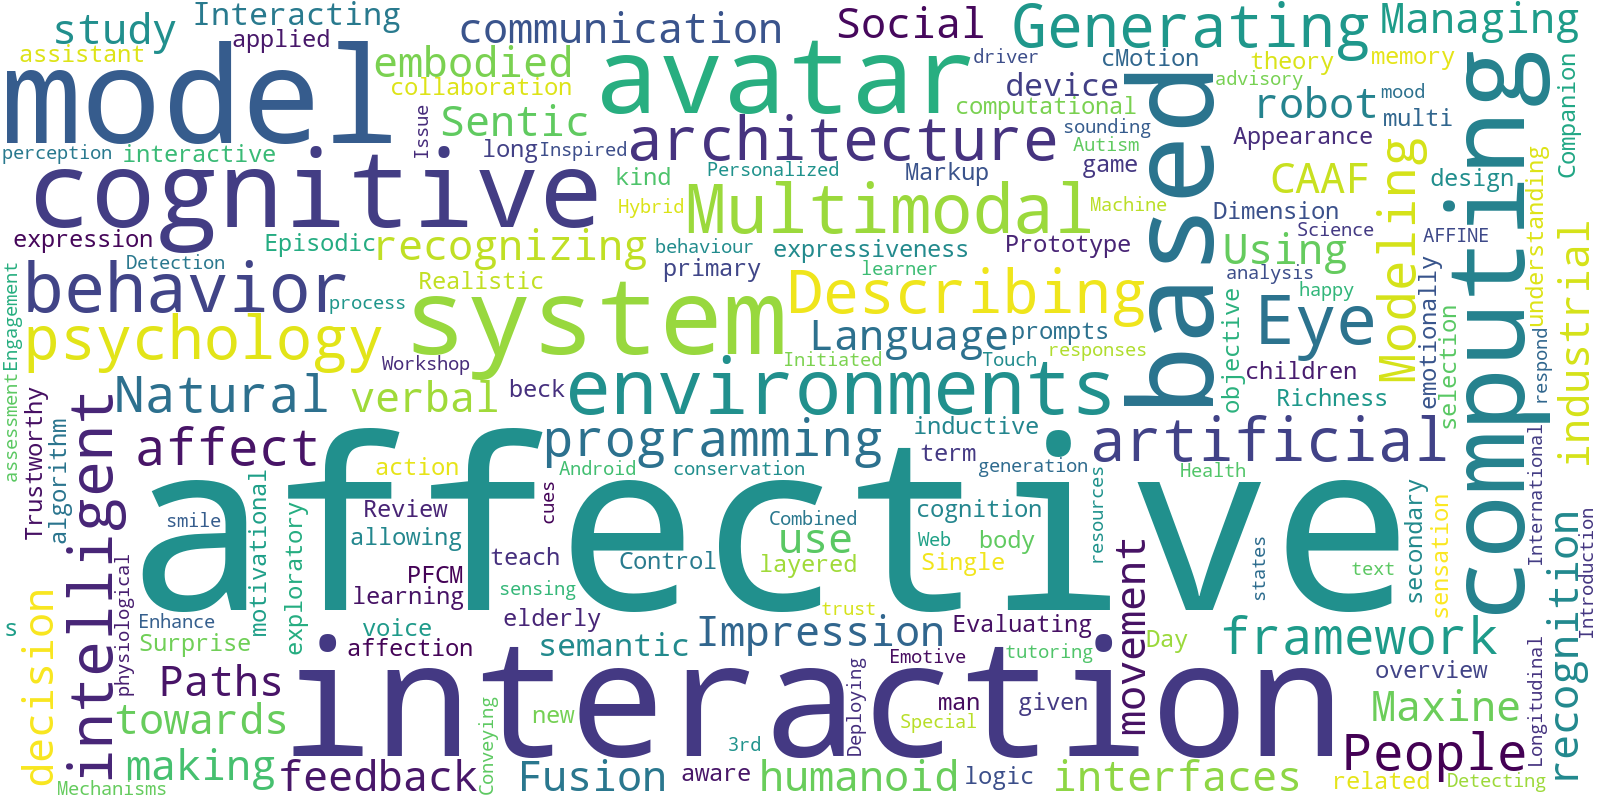 study
Interacting
communication
Social
Generating
Managing
assistant
applied
model
embodied
avatar
driver
cMotion
theory
memory
collaboration
device
advisory
computing
Companion
Sentic
computational
based
robot
mood
multi
perception
interactive
Issue
long
Inspired
architecture
sounding
Autism
game
Appearance
cognitive
kind
Personalized
Markup
CAAF
design
Hybrid
Multimodal
Machine
Dimension
Modeling
understanding
expression
Episodic
recognizing
behaviour
expressiveness
Prototype
Science
AFFINE
Detection
primary
learner
Using
analysis
industrial
Engagement
behavior
process
Realistic
system
Describing
happy
emotionally
psychology
Language
prompts
Eye
objective
selection
respond
Workshop
Initiated
Touch
responses
children
assessment
Trustworthy
Natural
verbal
beck
environments
Richness
intelligent
affect
programming
inductive
artificial
algorithm
action
Android
conservation
term
generation
Health
affective
smile
motivational
exploratory
Review
cues
Combined
cognition
resources
secondary
sensation
International
Introduction
allowing
teach
Control
use
Web
body
layered
Single
movement
states
text
recognition
PFCM
learning
sensing
physiological
Enhance
elderly
trust
s
decision
Surprise
voice
affection
semantic
Impression
Evaluating
Day
framework
Emotive
tutoring
overview
Longitudinal
Paths
interaction
man
given
Maxine
towards
new
Conveying
Deploying
Special
3rd
People
making
feedback
Fusion
aware
humanoid
logic
interfaces
related
Detecting
Mechanisms